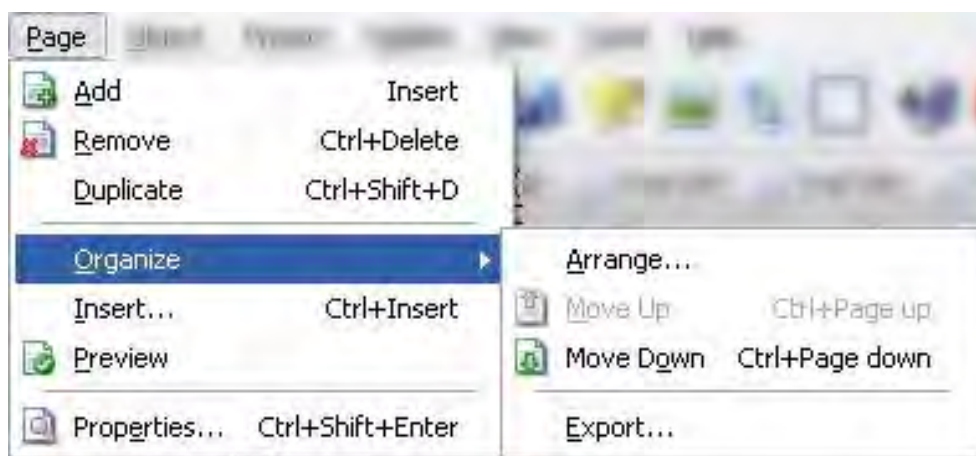 Page
Add Insert
Remove Ctrl+Delete
Duplicate Ctrl+Shift+D
Organize
Insert... Ctrl+Insert
Preview
Properties... Ctrl+Shift+Enter
Arrange...
Move Up Ctrl+Page up
Move Down Ctrl+Page down
Export...